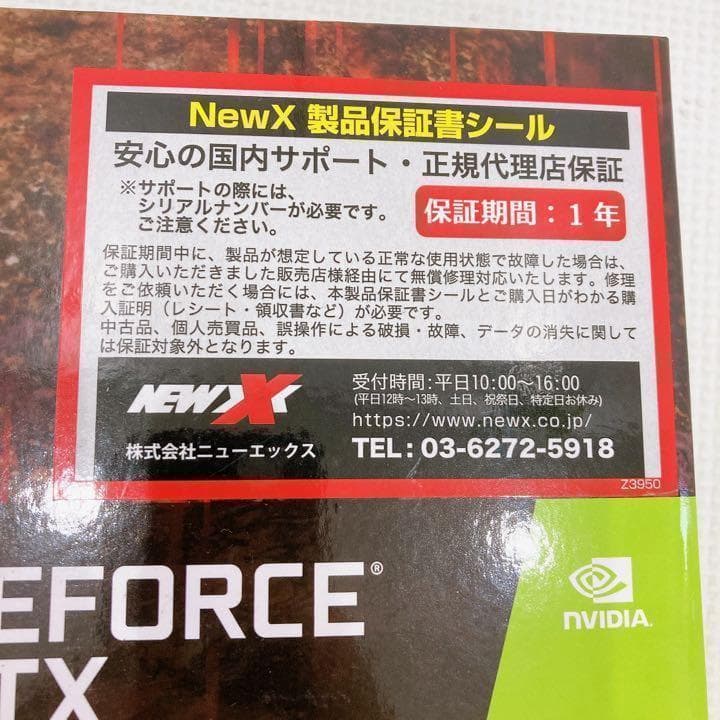 NewX 製品保証書シール
安心の国内サポート・正規代理店保証
※サポートの際には、
シリアルナンバーが必要です。
ご注意ください。
保証期間：1年
保証期間中に、製品が想定している正常な使用状態で故障した場合は、
ご購入いただきました販売店様経由にて無償修理対応いたします。修理
をご依頼いただく場合には、本製品保証書シールとご購入日がわかる購
入証明（レシート・領収書など）が必要です。
中古品、個人売買品、誤操作による破損・故障、データの消失に関して
は保証対象外となります。
NEWX
株式会社ニューエックス
受付時間：平日10：00～16：00
(平日12時～13時、土日、祝祭日、特定日お休み)
https://www.newx.co.jp/
TEL：03-6272-5918
Z3950
EFORCE®
TX
NVIDIA.